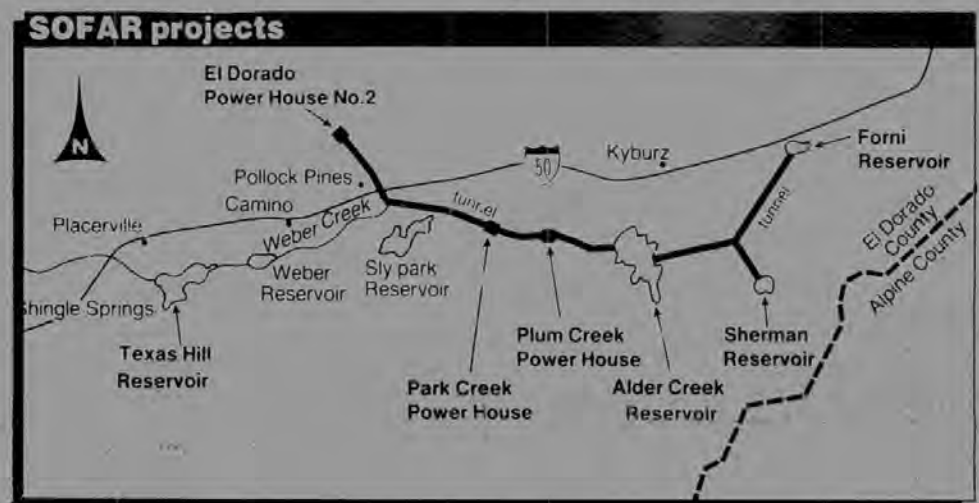 SOFAR projects
El Dorado
Power House No.2
N
50
Kyburz
Forni
Reservoir
Pollock Pines
Camino
Placerville
Weber Creek
tunnel
tunnel
El Dorado
County
Alpine County
Sly park
Reservoir
Weber
Reservoir
Shingle Springs
Texas Hill
Reservoir
Plum Creek
Power House
Park Creek
Power House
Alder Creek
Reservoir
Sherman
Reservoir